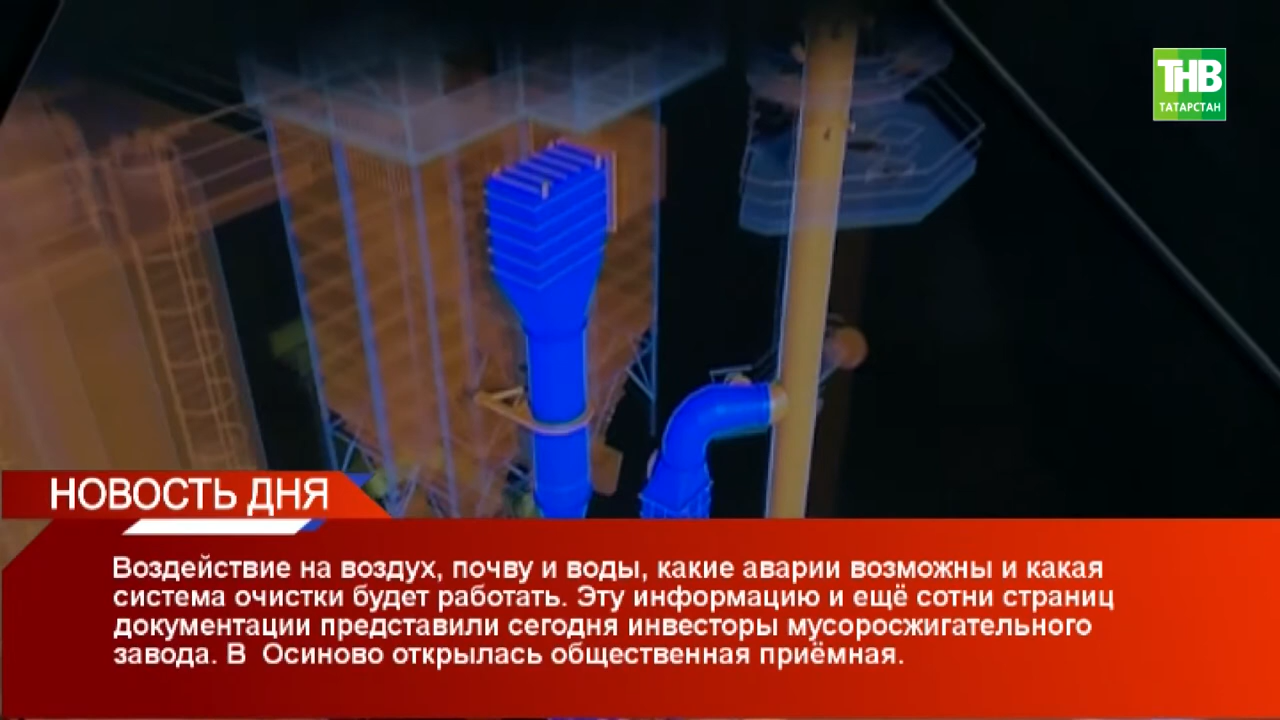 ТНВ
ТАТАРСТАН
НОВОСТЬ ДНЯ
Воздействие на воздух, почву и воды, какие аварии возможны и какая
система очистки будет работать. Эту информацию и ещё сотни страниц
документации представили сегодня инвесторы мусоросжигательного
завода. В  Осиново открылась общественная приёмная.